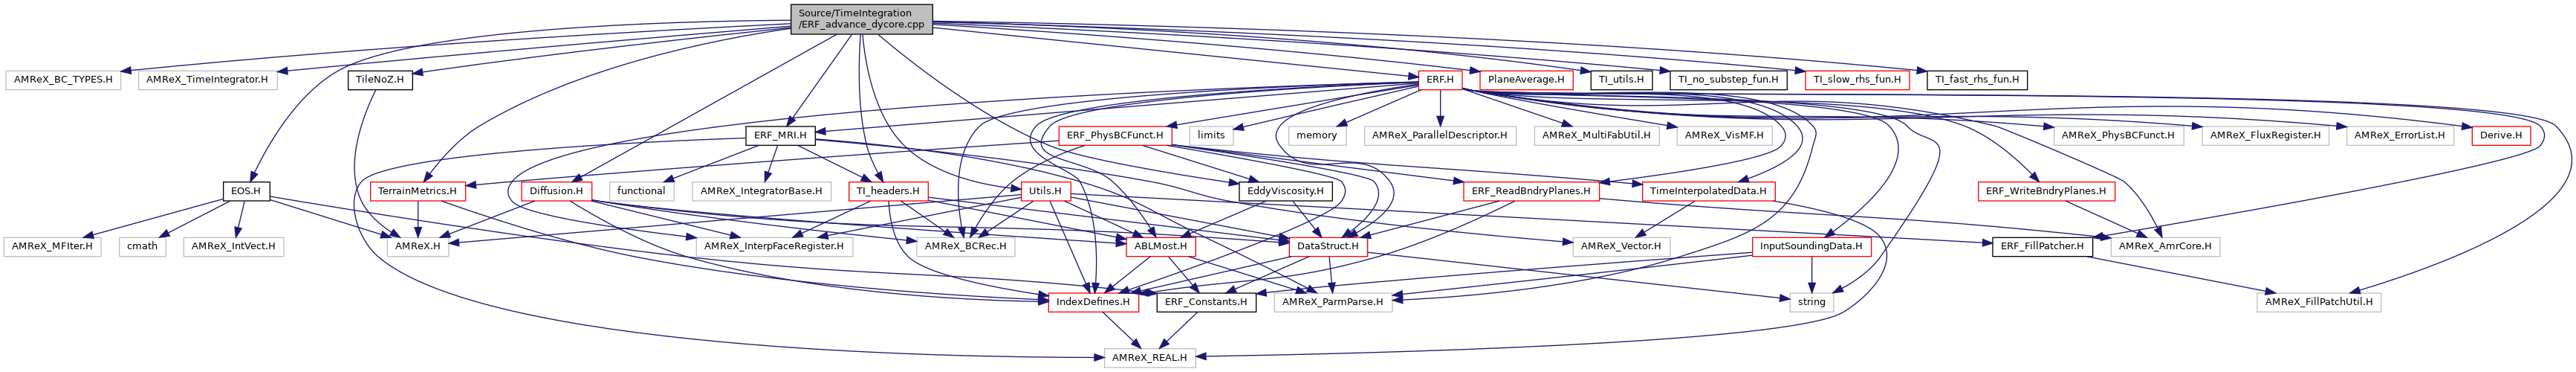 Source/TimeIntegration
/ERF_advance_dycore.cpp
AMReX_BC_TYPES.H
AMReX_TimeIntegrator.H
TileNoZ.H
ERF.H
PlaneAverage.H
TI_utils.H
TI_no_substep_fun.H
TI_slow_rhs_fun.H
TI_fast_rhs_fun.H
ERF_MRI.H
ERF_PhysBCFunct.H
limits
memory
AMReX_ParallelDescriptor.H
AMReX_MultiFabUtil.H
AMReX_VisMF.H
AMReX_PhysBCFunct.H
AMReX_FluxRegister.H
AMReX_ErrorList.H
Derive.H
EOS.H
TerrainMetrics.H
Diffusion.H
functional
AMReX_IntegratorBase.H
TI_headers.H
Utils.H
EddyViscosity.H
ERF_ReadBndryPlanes.H
TimeInterpolatedData.H
ERF_WriteBndryPlanes.H
AMReX_MFIter.H
cmath
AMReX_IntVect.H
AMReX.H
AMReX_InterpFaceRegister.H
AMReX_BCRec.H
ABLMost.H
DataStruct.H
AMReX_Vector.H
InputSoundingData.H
ERF_FillPatcher.H
AMReX_AmrCore.H
IndexDefines.H
ERF_Constants.H
AMReX_ParmParse.H
string
AMReX_FillPatchUtil.H
AMReX_REAL.H